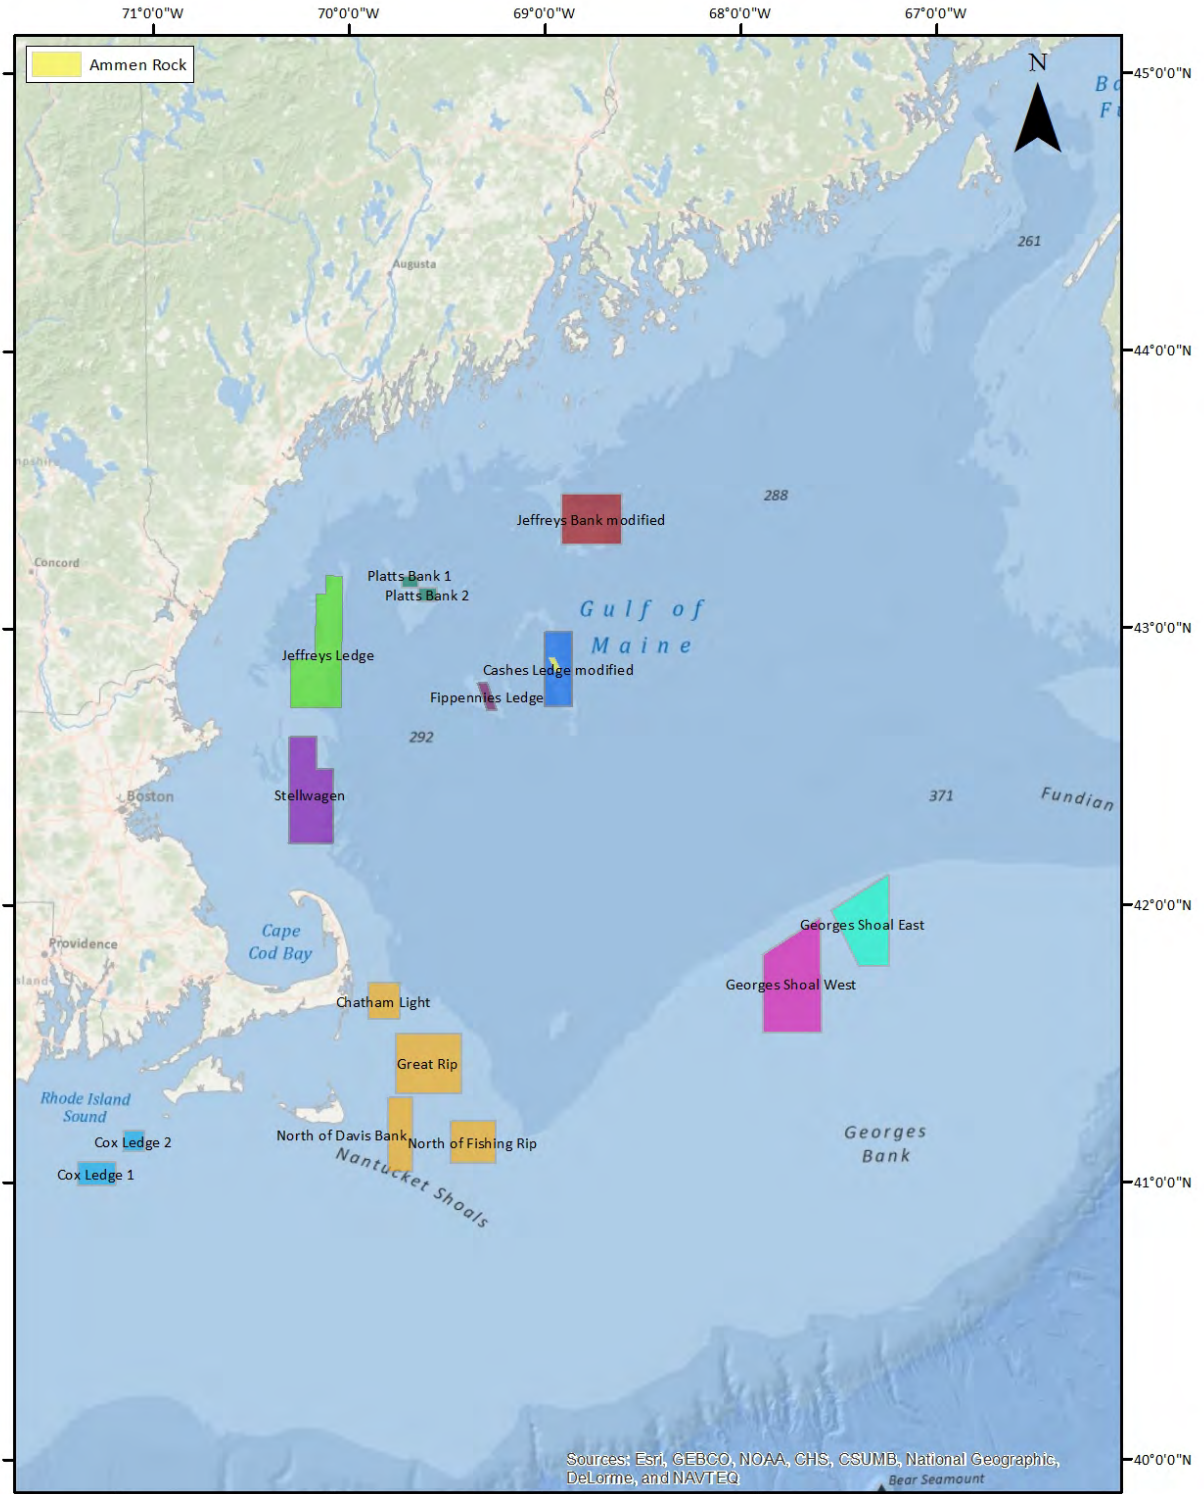 71°0'0"W 70°0'0"W 69°0'0"W 68°0'0"W 67°0'0"W
Ammen Rock
N
45°0'0"N
261
Augusta
44°0'0"N
288
Jeffreys Bank modified
Concord
Platts Bank 1
Platts Bank 2
Gulf of
Maine
43°0'0"N
Jeffreys Ledge
Cashes Ledge modified
Fippennies Ledge
292
Boston
Stellwagen
371
Fundian
42°0'0"N
Georges Shoal East
Cape
Cod Bay
Providence
Georges Shoal West
Chatham Light
Great Rip
Rhode Island
Sound
Cox Ledge 2
North of Davis Bank
North of Fishing Rip
Georges
Bank
Nantucket Shoals
Cox Ledge 1
41°0'0"N
Sources: Esri, GEBCO, NOAA, CHS, CSUMB, National Geographic,
DeLorme, and NAVTEQ
40°0'0"N
Bear Seamount